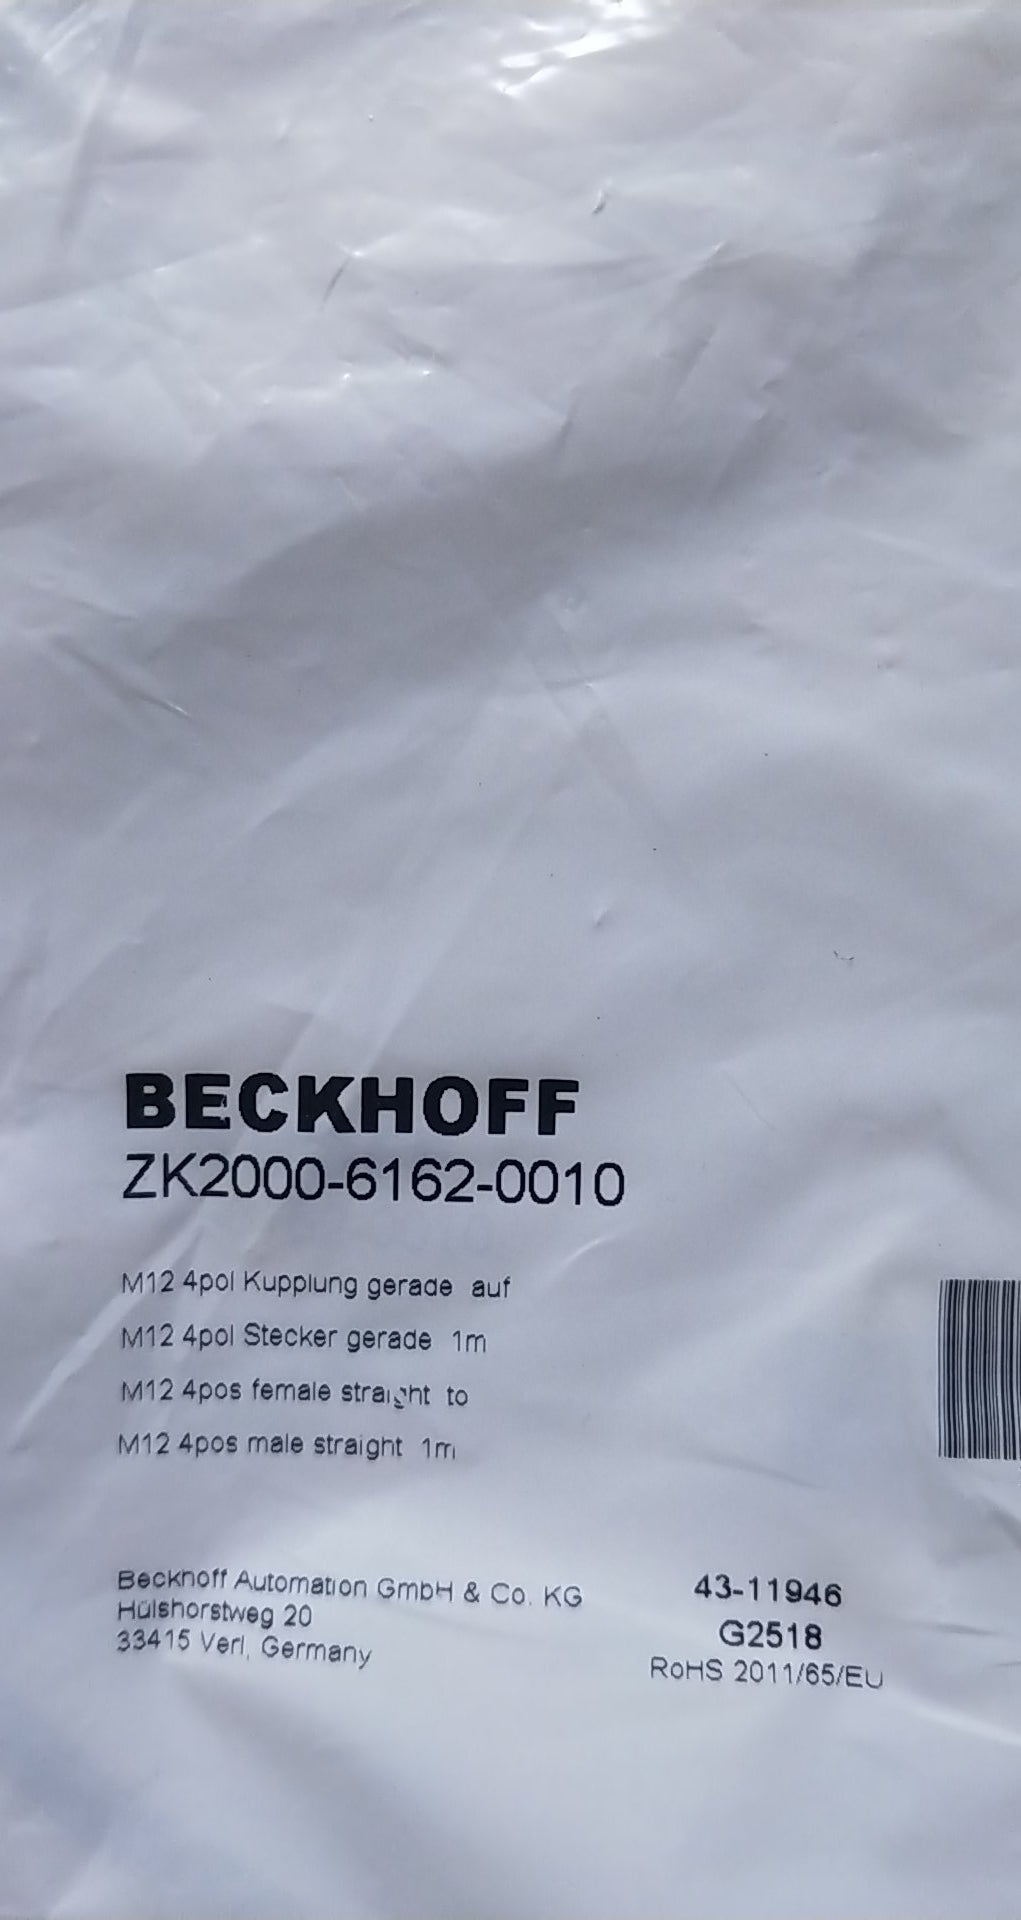 BECKHOFF
ZK2000-6162-0010
M12 4pol Kupplung gerade auf
M12 4pol Stecker gerade 1m
M12 4pos female straight to
M12 4pos male straight 1m
Beckhoff Automation GmbH & Co. KG
Hülshorstweg 20
33415 Verl, Germany
43-11946
G2518
RoHS 2011/65/EU